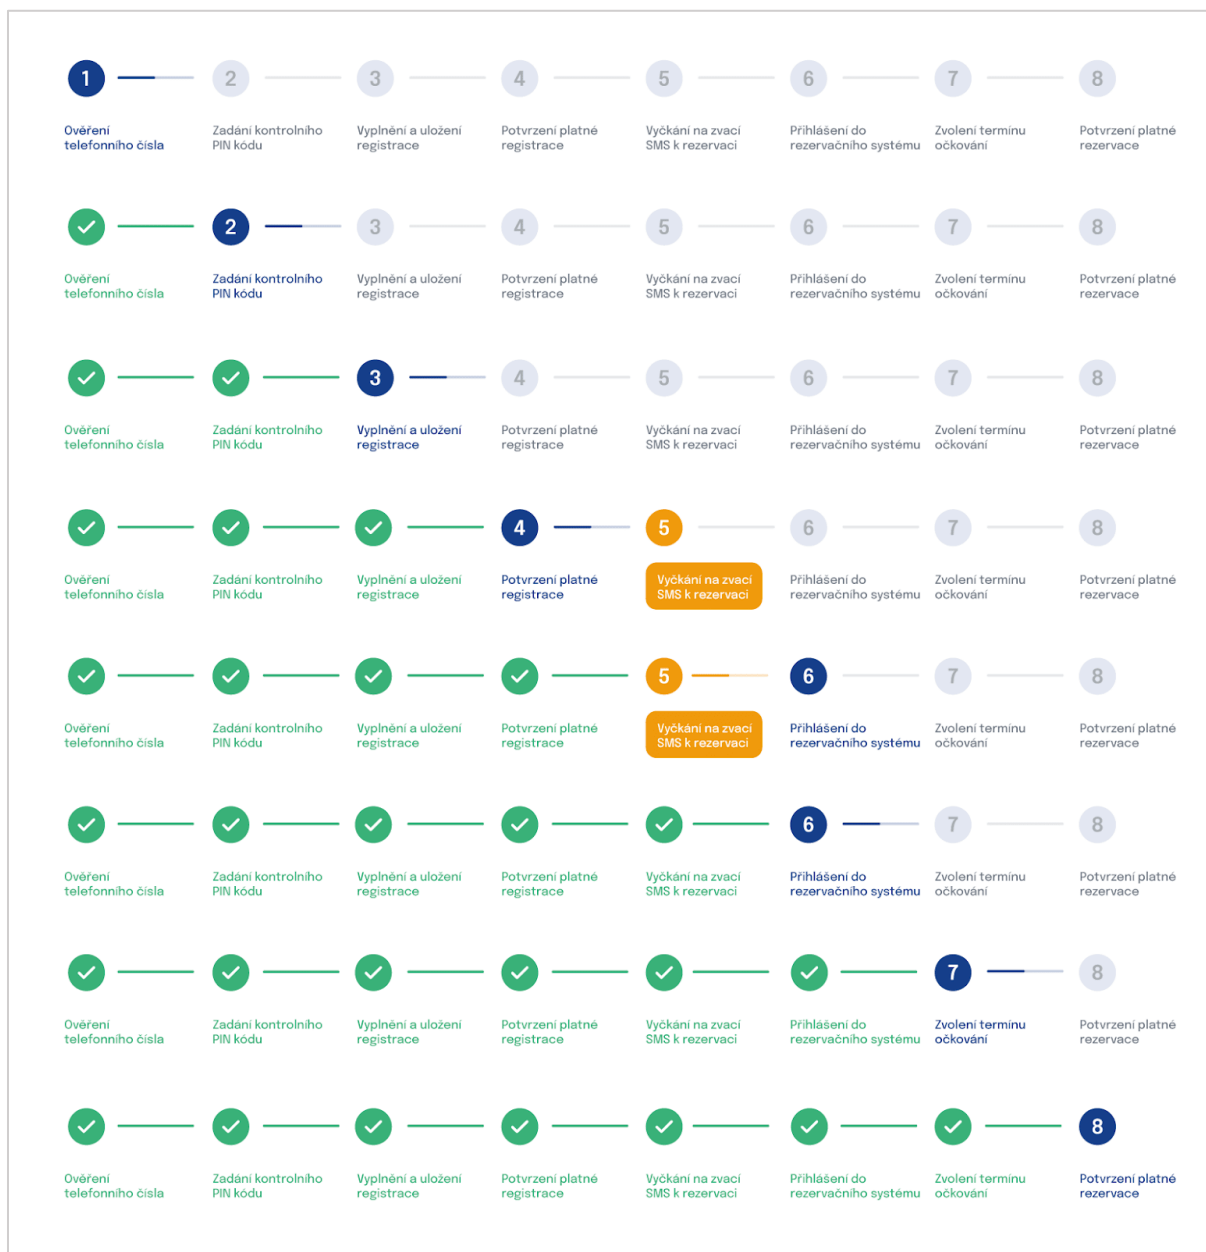 1 2 3 4 5 6 7 8
Ověření Zadání kontrolního Vyplnění a uložení Potvrzení platné Vyčkání na zvací Přihlášení do Zvolení termínu Potvrzení platné
telefonního čísla PIN kódu registrace registrace SMS k rezervaci rezervačního systému očkování rezervace
2 3 4 5 6 7 8
Ověření Zadání kontrolního Vyplnění a uložení Potvrzení platné Vyčkání na zvací Přihlášení do Zvolení termínu Potvrzení platné
telefonního čísla PIN kódu registrace registrace SMS k rezervaci rezervačního systému očkování rezervace
3 4 5 6 7 8
Ověření Zadání kontrolního Vyplnění a uložení Potvrzení platné Vyčkání na zvací Přihlášení do Zvolení termínu Potvrzení platné
telefonního čísla PIN kódu registrace registrace SMS k rezervaci rezervačního systému očkování rezervace
4 5 6 7 8
Ověření Zadání kontrolního Vyplnění a uložení Potvrzení platné Vyčkání na zvací Přihlášení do Zvolení termínu Potvrzení platné
telefonního čísla PIN kódu registrace registrace SMS k rezervaci rezervačního systému očkování rezervace
5 6 7 8
Ověření Zadání kontrolního Vyplnění a uložení Potvrzení platné Vyčkání na zvací Přihlášení do Zvolení termínu Potvrzení platné
telefonního čísla PIN kódu registrace registrace SMS k rezervaci rezervačního systému očkování rezervace
6 7 8
Ověření Zadání kontrolního Vyplnění a uložení Potvrzení platné Vyčkání na zvací Přihlášení do Zvolení termínu Potvrzení platné
telefonního čísla PIN kódu registrace registrace SMS k rezervaci rezervačního systému očkování rezervace
7 8
Ověření Zadání kontrolního Vyplnění a uložení Potvrzení platné Vyčkání na zvací Přihlášení do Zvolení termínu Potvrzení platné
telefonního čísla PIN kódu registrace registrace SMS k rezervaci rezervačního systému očkování rezervace
8
Ověření Zadání kontrolního Vyplnění a uložení Potvrzení platné Vyčkání na zvací Přihlášení do Zvolení termínu Potvrzení platné
telefonního čísla PIN kódu registrace registrace SMS k rezervaci rezervačního systému očkování rezervace